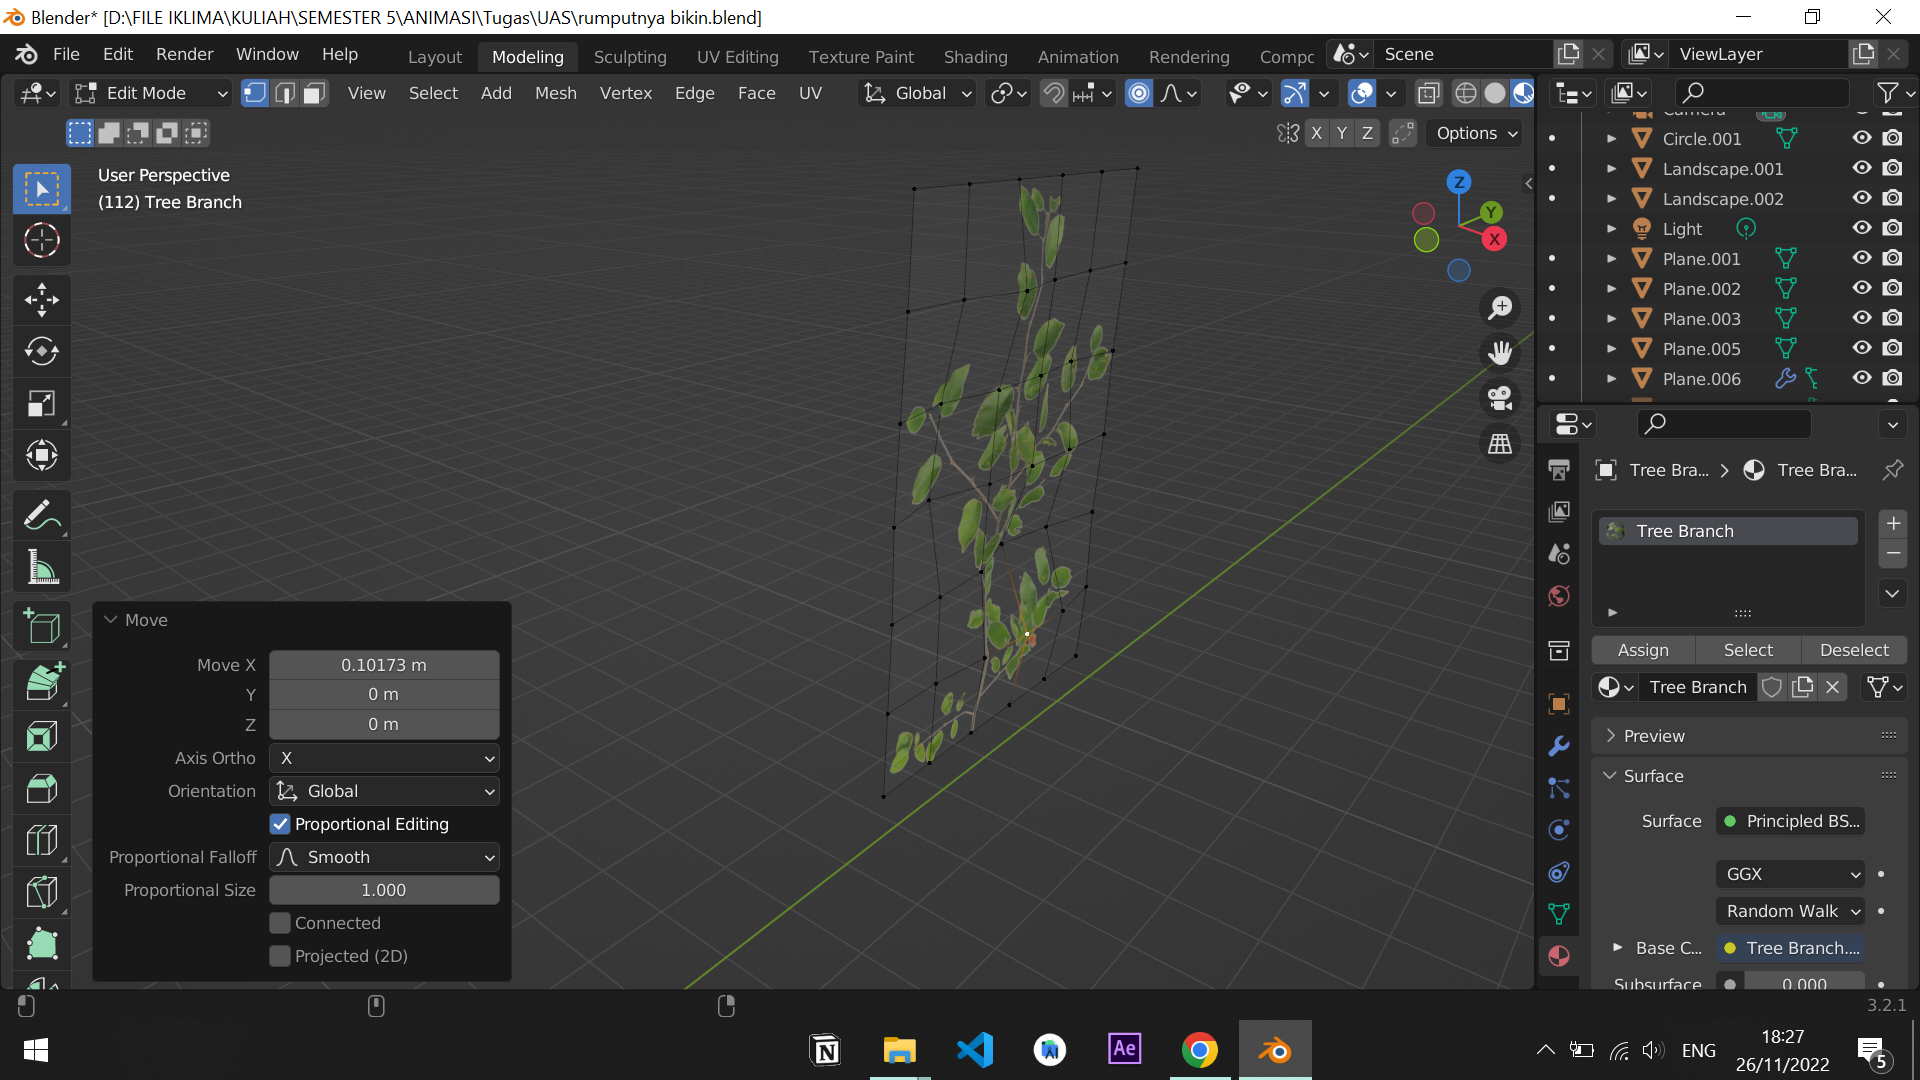 Blender* [D:\FILE IKLIMA\KULIAH\SEMESTER 5\ANIMASI\Tugas\UAS\rumputnya bikin.blend]
File Edit Render Window Help Layout Modeling Sculpting UV Editing Texture Paint Shading Animation Rendering Compc Scene ViewLayer
Edit Mode View Select Add Mesh Vertex Edge Face UV Global
X Y Z Options
User Perspective
(112) Tree Branch
Z
Y
X
Camera
Circle.001
Landscape.001
Landscape.002
Light
Plane.001
Plane.002
Plane.003
Plane.005
Plane.006
Tree Bra... Tree Bra...
Tree Branch
Assign Select Deselect
Tree Branch
Preview
Surface
Surface Principled BS...
GGX
Random Walk
Base C... Tree Branch....
Subsurface 0.000
Move
Move X 0.10173 m
Y 0 m
Z 0 m
Axis Ortho X
Orientation Global
Proportional Editing
Proportional Falloff Smooth
Proportional Size 1.000
Connected
Projected (2D)
3.2.1
N
Ae
ENG
18:27
26/11/2022
5